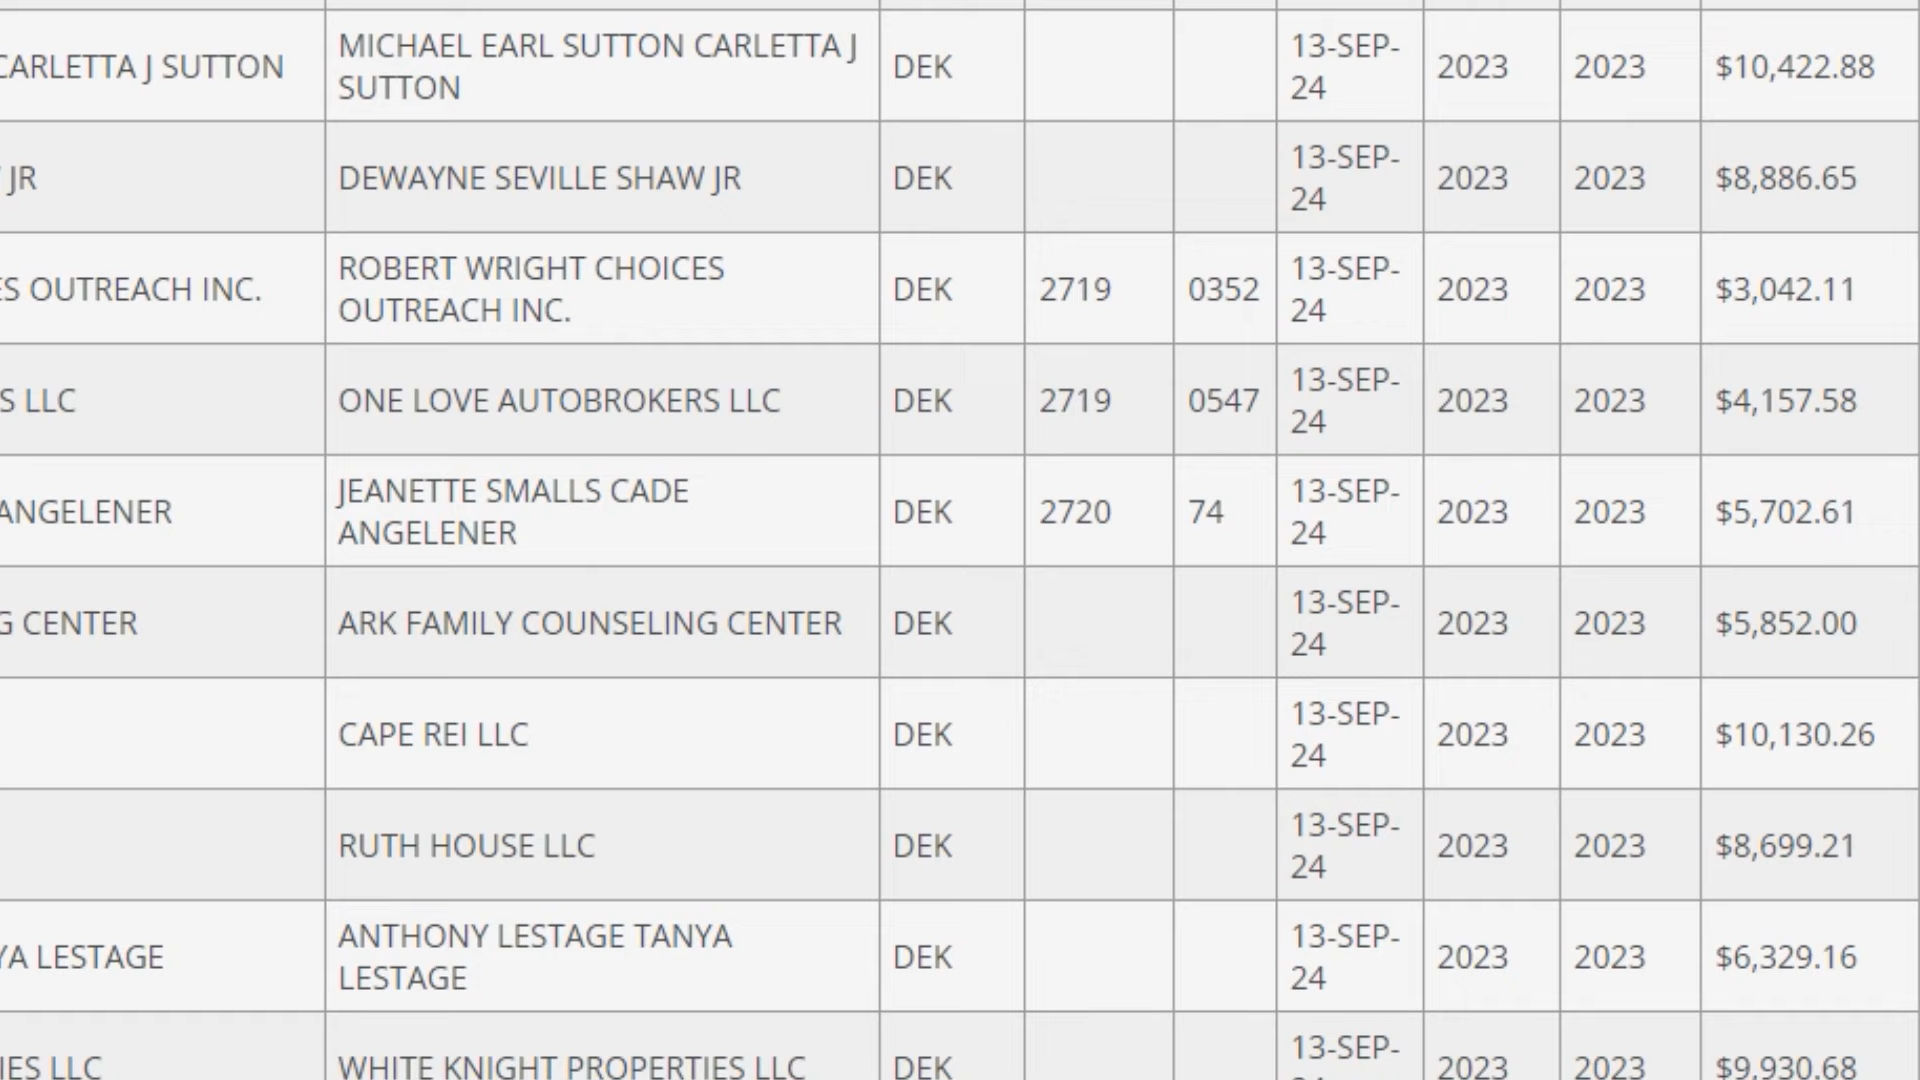 CARLETTA J SUTTON MICHAEL EARL SUTTON CARLETTA J SUTTON DEK 13-SEP-24 2023 2023 $10,422.88
JR DEWAYNE SEVILLE SHAW JR DEK 13-SEP-24 2023 2023 $8,886.65
ES OUTREACH INC. ROBERT WRIGHT CHOICES OUTREACH INC. DEK 2719 0352 13-SEP-24 2023 2023 $3,042.11
S LLC ONE LOVE AUTOBROKERS LLC DEK 2719 0547 13-SEP-24 2023 2023 $4,157.58
ANGELENER JEANETTE SMALLS CADE ANGELENER DEK 2720 74 13-SEP-24 2023 2023 $5,702.61
G CENTER ARK FAMILY COUNSELING CENTER DEK 13-SEP-24 2023 2023 $5,852.00
CAPE REI LLC DEK 13-SEP-24 2023 2023 $10,130.26
RUTH HOUSE LLC DEK 13-SEP-24 2023 2023 $8,699.21
YA LESTAGE ANTHONY LESTAGE TANYA LESTAGE DEK 13-SEP-24 2023 2023 $6,329.16
IES LLC WHITE KNIGHT PROPERTIES LLC DEK 13-SEP- 2023 2023 $9,930.68